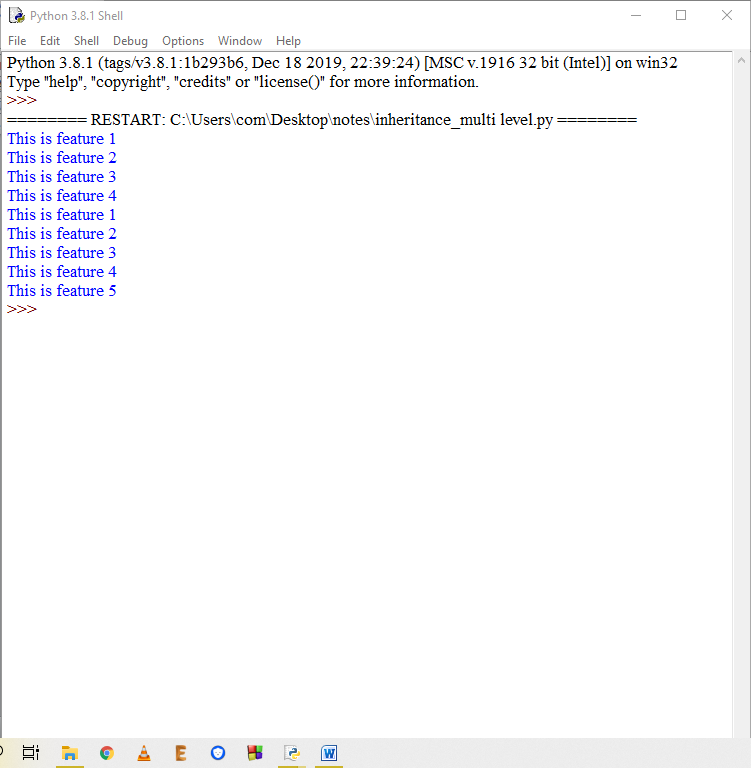 Python 3.8.1 Shell
File Edit Shell Debug Options Window Help
Python 3.8.1 (tags/v3.8.1:1b293b6, Dec 18 2019, 22:39:24) [MSC v.1916 32 bit (Intel)] on win32
Type "help", "copyright", "credits" or "license()" for more information.
>>>
======== RESTART: C:\Users\com\Desktop\notes\inheritance_multi level.py ========
This is feature 1
This is feature 2
This is feature 3
This is feature 4
This is feature 1
This is feature 2
This is feature 3
This is feature 4
This is feature 5
>>>